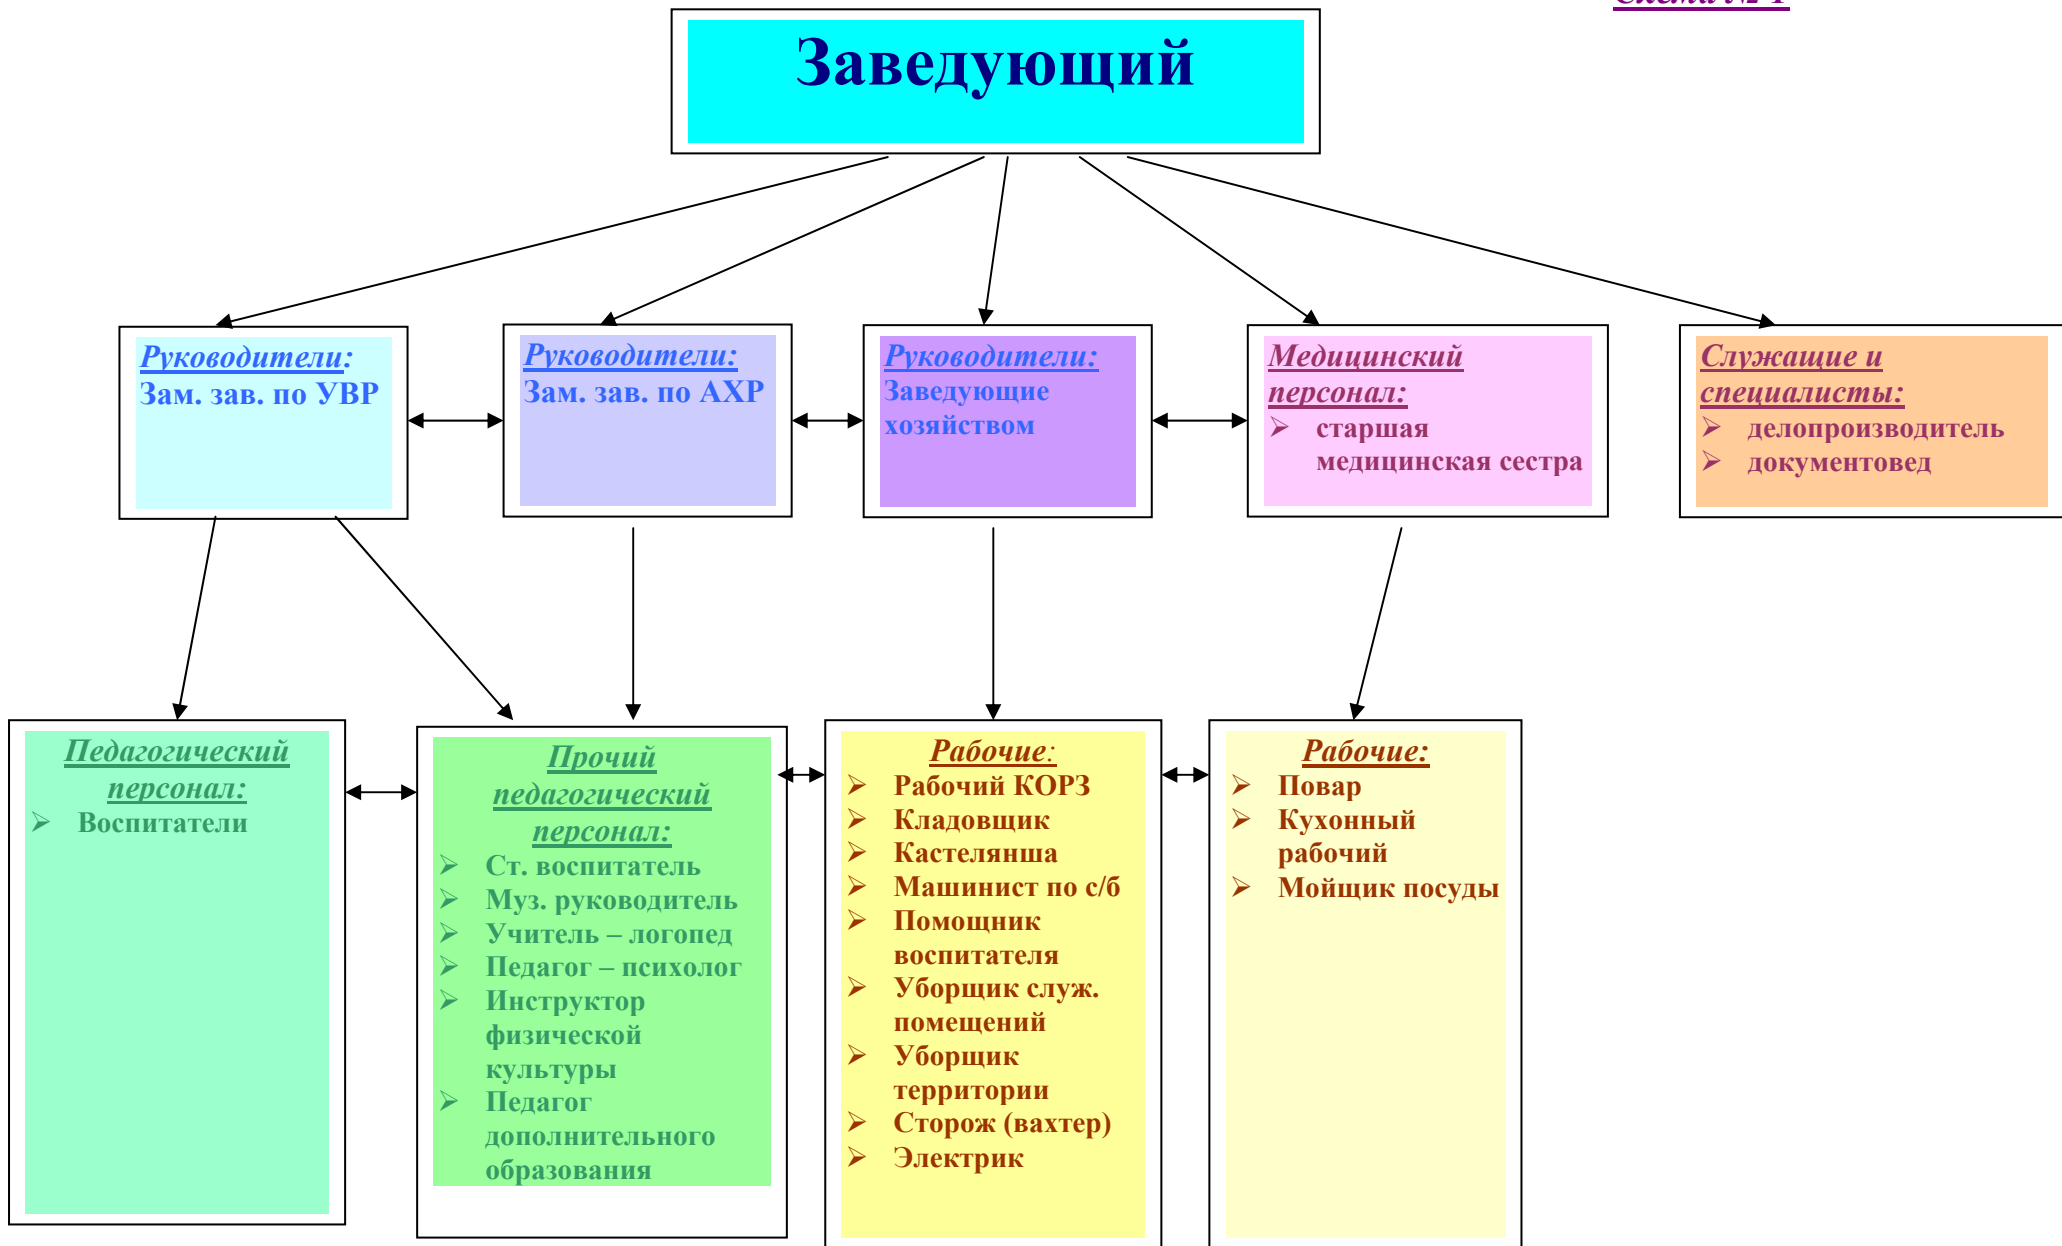 Схема № 1
Заведующий
Руководители:
Зам. зав. по УВР
Руководители:
Зам. зав. по АХР
Руководители:
Заведующие
хозяйством
Медицинский
персонал:
старшая
медицинская сестра
Служащие и
специалисты:
делопроизводитель
документовед
Педагогический
персонал:
Воспитатели
Прочий
педагогический
персонал:
Ст. воспитатель
Муз. руководитель
Учитель – логопед
Педагог – психолог
Инструктор
физической
культуры
Педагог
дополнительного
образования
Рабочие:
Рабочий КОРЗ
Кладовщик
Кастелянша
Машинист по с/б
Помощник
воспитателя
Уборщик служ.
помещений
Уборщик
территории
Сторож (вахтер)
Электрик
Рабочие:
Повар
Кухонный
рабочий
Мойщик посуды